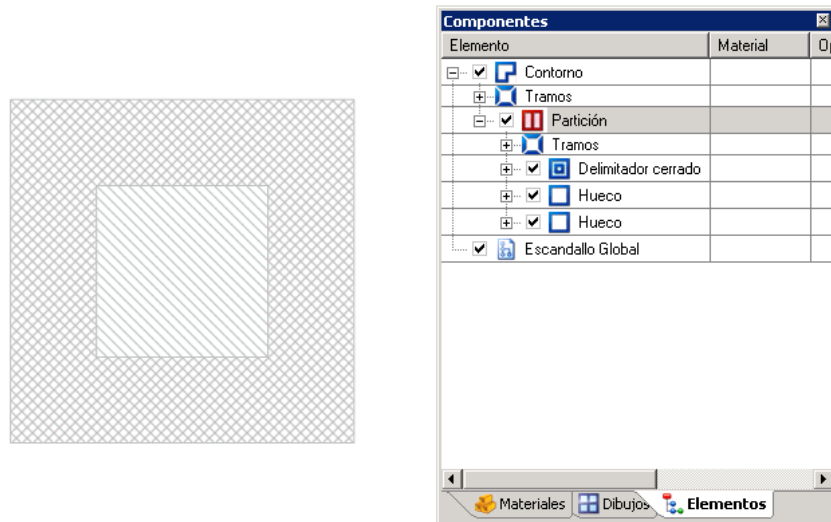 Componentes
Elemento Material
Contorno
Tramos
Partición
Tramos
Delimitador cerrado
Hueco
Hueco
Escandallo Global
Materiales Dibujos Elementos